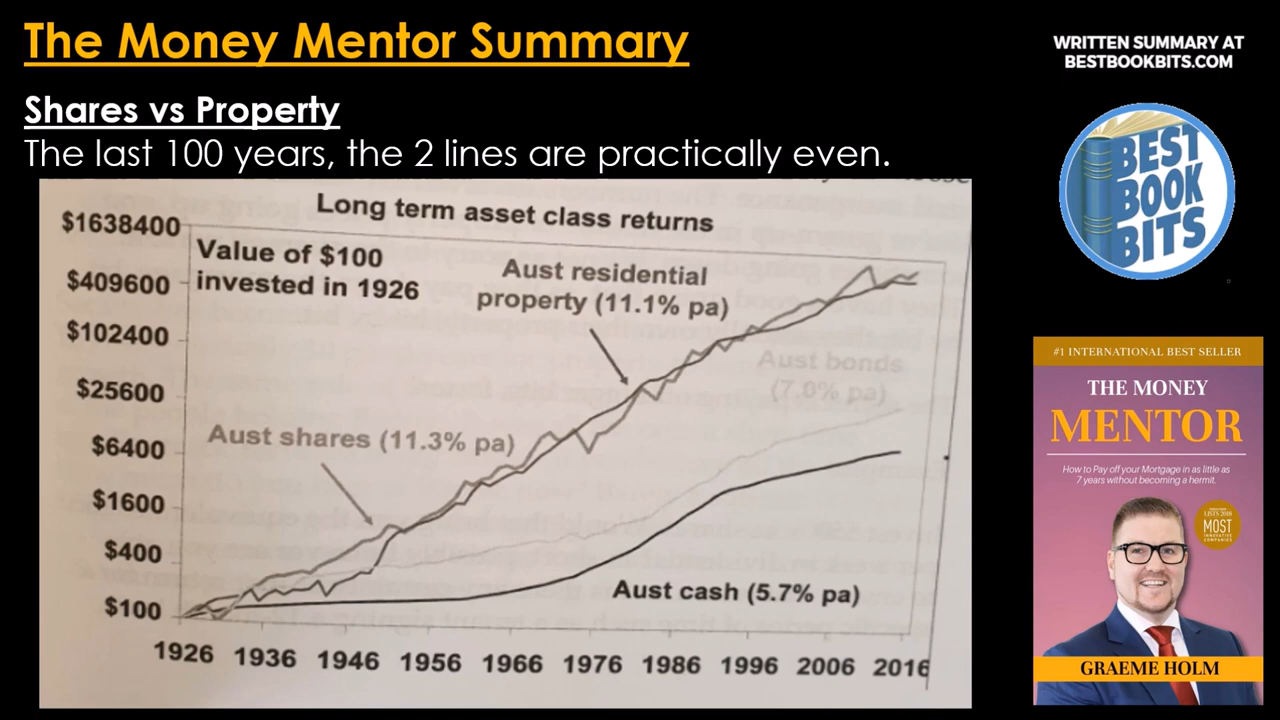 The Money Mentor Summary
WRITTEN SUMMARY AT
BESTBOOKBITS.COM
Shares vs Property
The last 100 years, the 2 lines are practically even.
BEST
BOOK
BITS
Long term asset class returns
$1638400
$409600
$102400
$25600
$6400
$1600
$400
$100
Value of $100
invested in 1926
Aust residential
property (11.1% pa)
Aust bonds
(7.0% pa)
Aust shares (11.3% pa)
Aust cash (5.7% pa)
1926 1936 1946 1956 1966 1976 1986 1996 2006 2016
#1 INTERNATIONAL BEST SELLER
THE MONEY
MENTOR
How to Pay off your Mortgage in as little as
7 years without becoming a hermit.
LISTS 2018
MOST
INNOVATIVE
COMPANIES
GRAEME HOLM